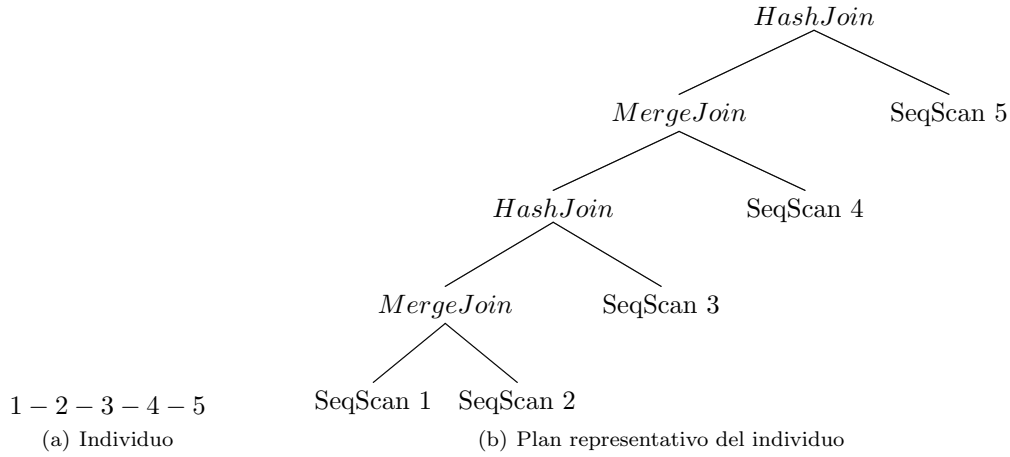 HashJoin
MergeJoin SeqScan 5
HashJoin SeqScan 4
MergeJoin SeqScan 3
1 − 2 − 3 − 4 − 5 SeqScan 1 SeqScan 2
(a) Individuo (b) Plan representativo del individuo